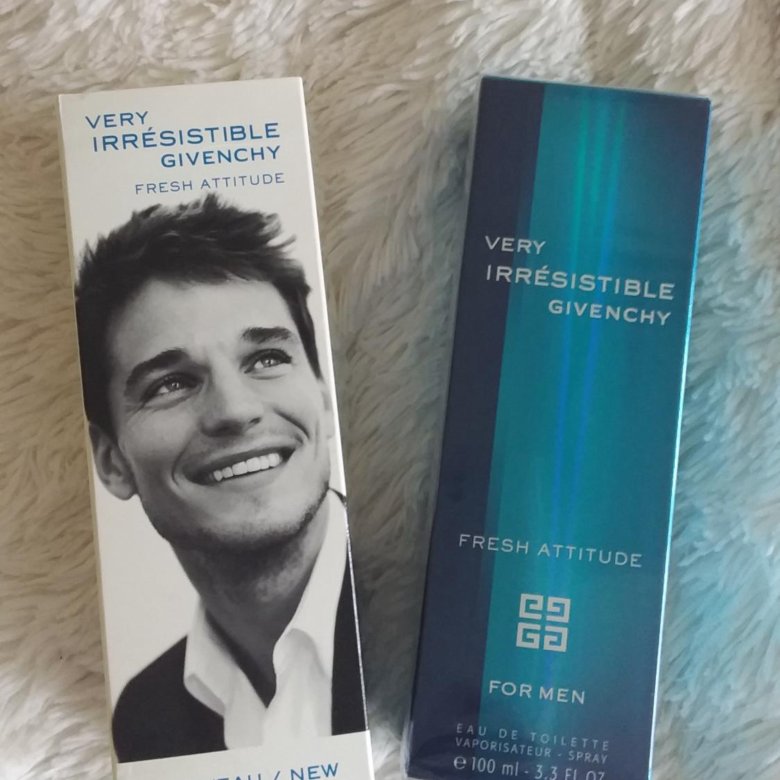 VERY
IRRÉSISTIBLE
GIVENCHY
FRESH ATTITUDE
/ NEW
VERY
IRRÉSISTIBLE
GIVENCHY
FRESH ATTITUDE
FOR MEN
EAU DE TOILETTE
VAPORISATEUR - SPRAY
e 100 ml - 3.3 fl oz